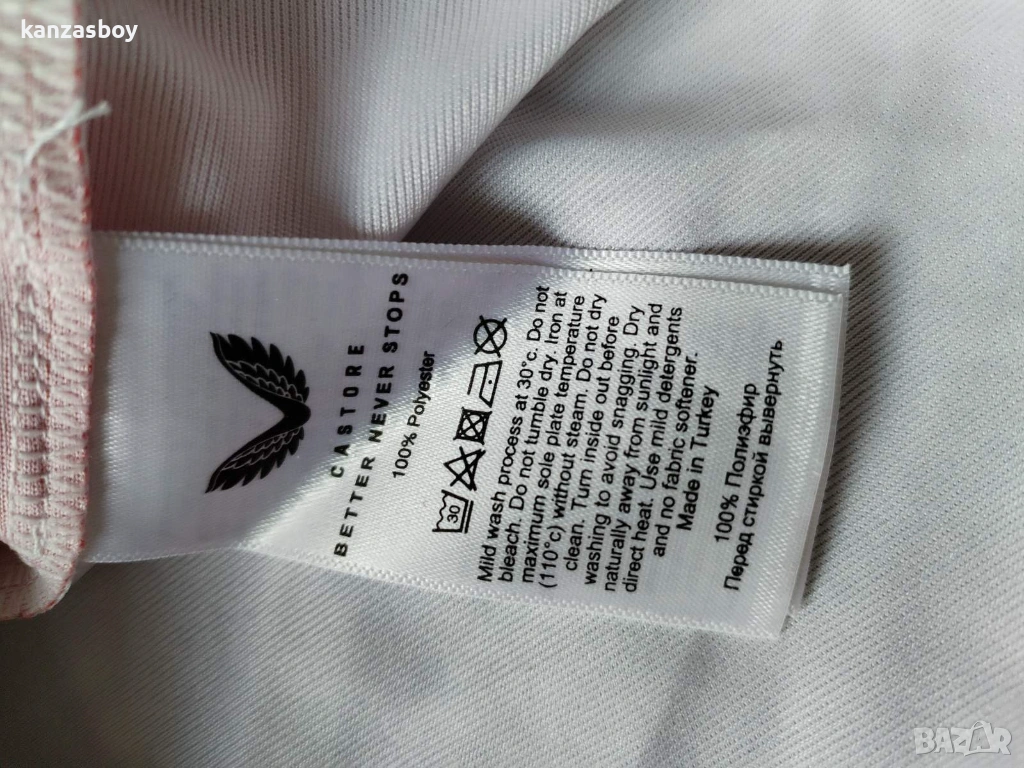 kanzasboy
CASTORE
BETTER NEVER STOPS
100% Polyester
30
Mild wash process at 30°c. Do not
bleach. Do not tumble dry. Iron at
maximum sole plate temperature
(110°c) without steam. Do not dry
clean. Turn inside out before
washing to avoid snagging. Dry
naturally away from sunlight and
direct heat. Use mild detergents
and no fabric softener.
Made in Turkey
100% Полиэфир
Перед стиркой вывернуть
BAZAR